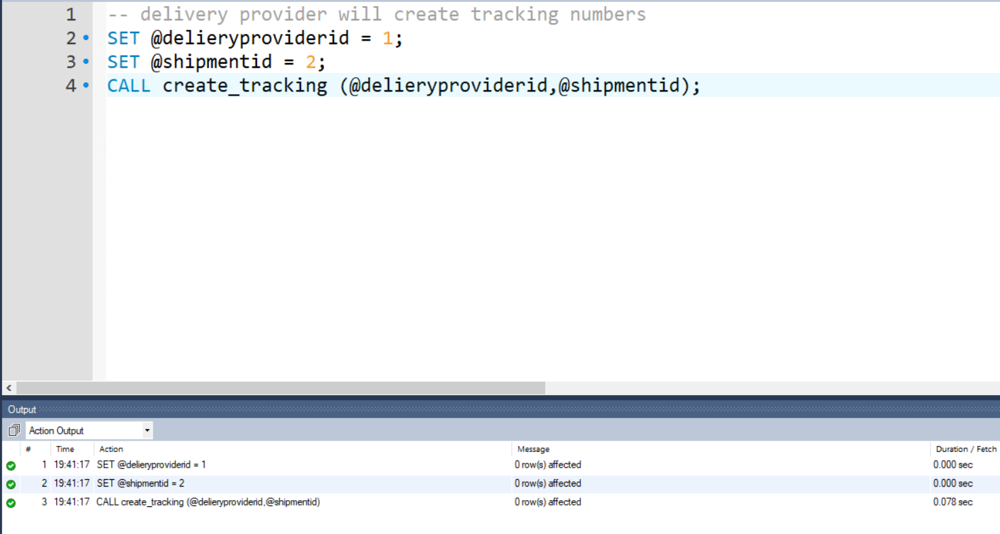 1 -- delivery provider will create tracking numbers
2 SET @delieryproviderid = 1;
3 SET @shipmentid = 2;
4 CALL create_tracking (@delieryproviderid,@shipmentid);
Output
Action Output
# Time Action Message Duration / Fetch
1 19:41:17 SET @delieryproviderid = 1 0 row(s) affected 0.000 sec
2 19:41:17 SET @shipmentid = 2 0 row(s) affected 0.000 sec
3 19:41:17 CALL create_tracking (@delieryproviderid,@shipmentid) 0 row(s) affected 0.078 sec